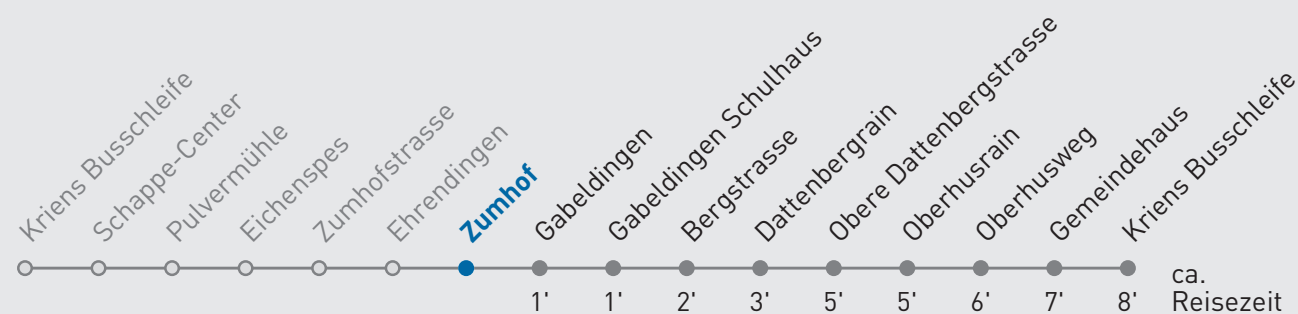 Kriens Busschleife
Schappe-Center
Pulvermühle
Eichenspes
Zumhofstrasse
Ehrendingen
Zumhof
Gabeldingen
Gabeldingen Schulhaus
Bergstrasse
Dattenbergrain
Obere Dattenbergstrasse
Oberhusrain
Oberhusweg
Gemeindehaus
Kriens Busschleife
1' 1' 2' 3' 5' 5' 6' 7' 8'
ca.
Reisezeit